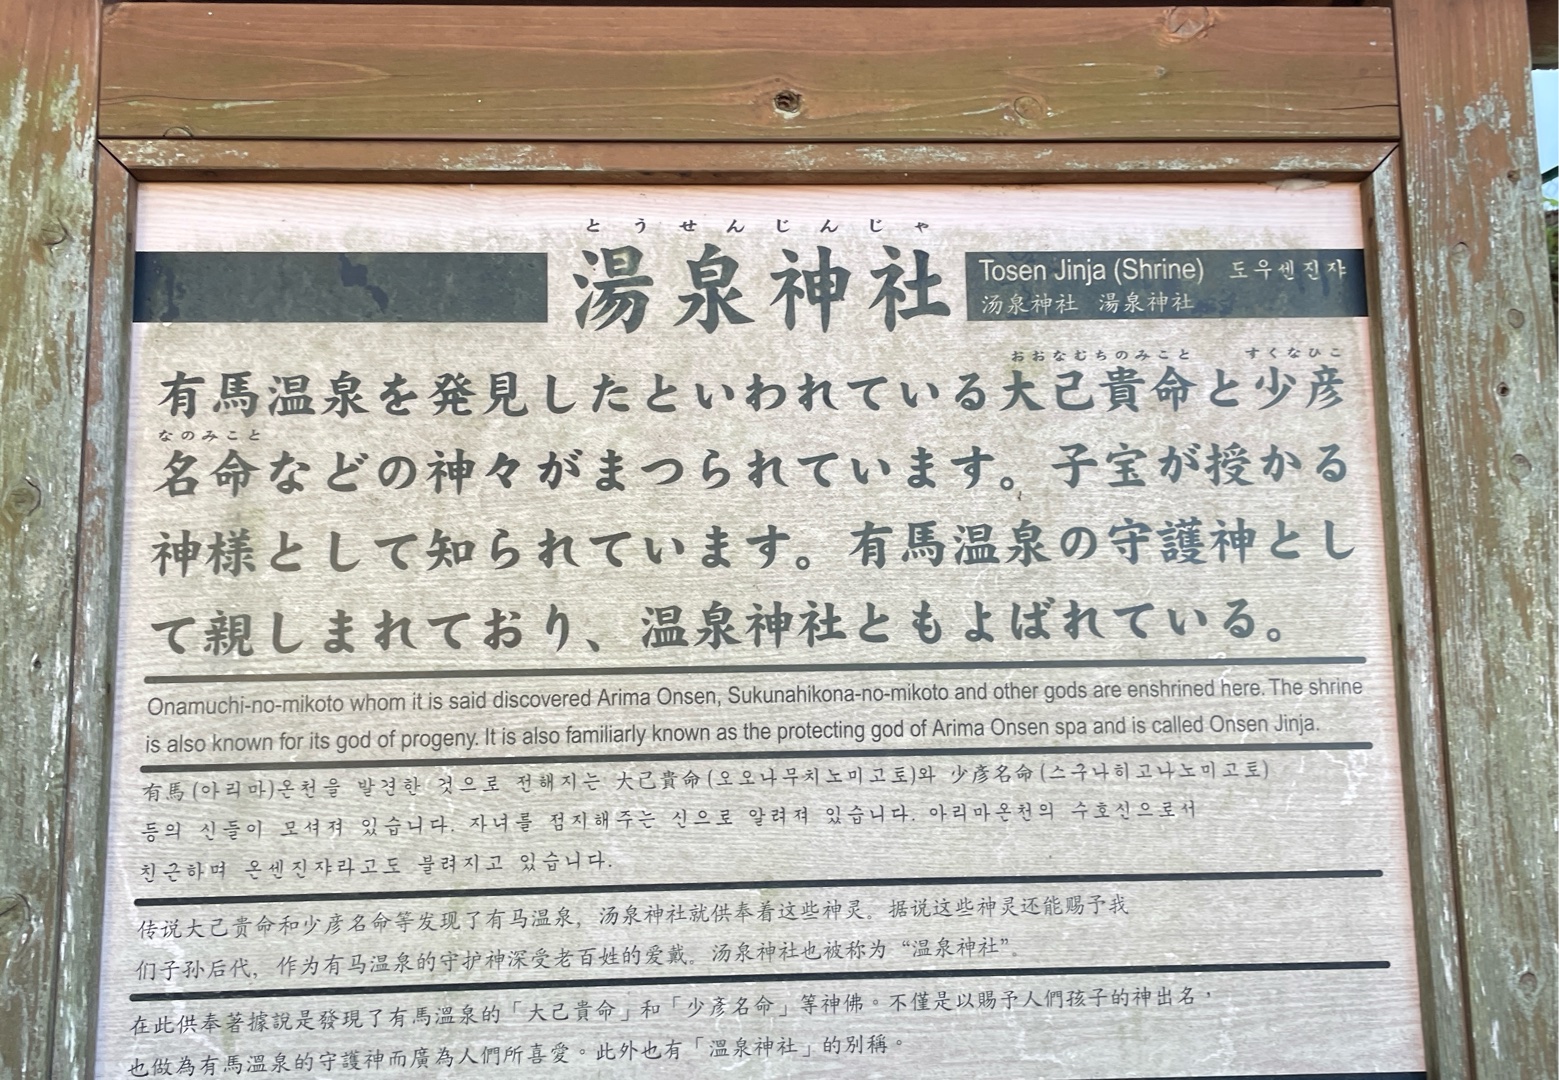 とうせんじんじゃ
湯泉神社
Tosen Jinja (Shrine) 도우센진쟈
汤泉神社 湯泉神社
おおなむちのみこと すくなひこ
有馬温泉を発見したといわれている大己貴命と少彦
なのみこと
名命などの神々がまつられています。子宝が授かる
神様として知られています。有馬温泉の守護神とし
て親しまれており、温泉神社ともよばれている。
Onamuchi-no-mikoto whom it is said discovered Arima Onsen, Sukunahikona-no-mikoto and other gods are enshrined here. The shrine
is also known for its god of progeny. It is also familiarly known as the protecting god of Arima Onsen spa and is called Onsen Jinja.
有馬(아리마)온천을 발견한 것으로 전해지는 大己貴命(오오나무치노미고토)와 少彦名命(스구나히고나노미고토)
등의 신들이 모셔져 있습니다. 자녀를 점지해주는 신으로 알려져 있습니다. 아리마온천의 수호신으로서
친근하며 온센진쟈라고도 불려지고 있습니다.
传说大己贵命和少彦名命等发现了有马温泉，汤泉神社就供奉着这些神灵。据说这些神灵还能赐予我
们子孙后代，作为有马温泉的守护神深受老百姓的爱戴。汤泉神社也被称为“温泉神社”。
在此供奉著據說是發現了有馬溫泉的「大己貴命」和「少彦名命」等神佛。不僅是以賜予人們孩子的神出名，
也做為有馬溫泉的守護神而廣為人們所喜愛。此外也有「溫泉神社」的別稱。